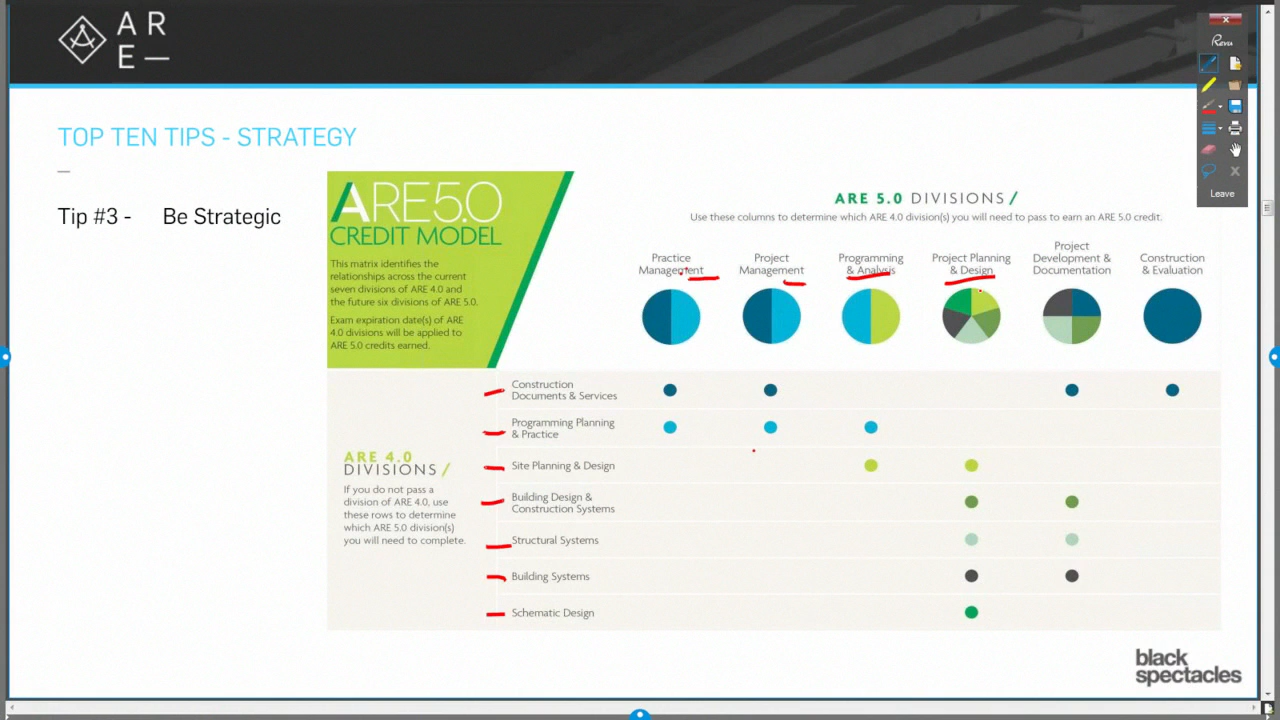 A R
E —
Revu
TOP TEN TIPS - STRATEGY
Tip #3 - Be Strategic
ARE 5.0
CREDIT MODEL
This matrix identifies the
relationships across the current
seven divisions of ARE 4.0 and
the future six divisions of ARE 5.0.
Exam expiration date(s) of ARE
4.0 divisions will be applied to
ARE 5.0 credits earned.
ARE 5.0 DIVISIONS /
Use these columns to determine which ARE 4.0 division(s) you will need to pass to earn an ARE 5.0 credit.
Practice
Management
Project
Management
Programming
& Analysis
Project Planning
& Design
Project
Development &
Documentation
Construction
& Evaluation
Leave
ARE 4.0
DIVISIONS /
If you do not pass a
division of ARE 4.0, use
these rows to determine
which ARE 5.0 division(s)
you will need to complete.
Construction
Documents & Services
Programming Planning
& Practice
Site Planning & Design
Building Design &
Construction Systems
Structural Systems
Building Systems
Schematic Design
black
spectacles